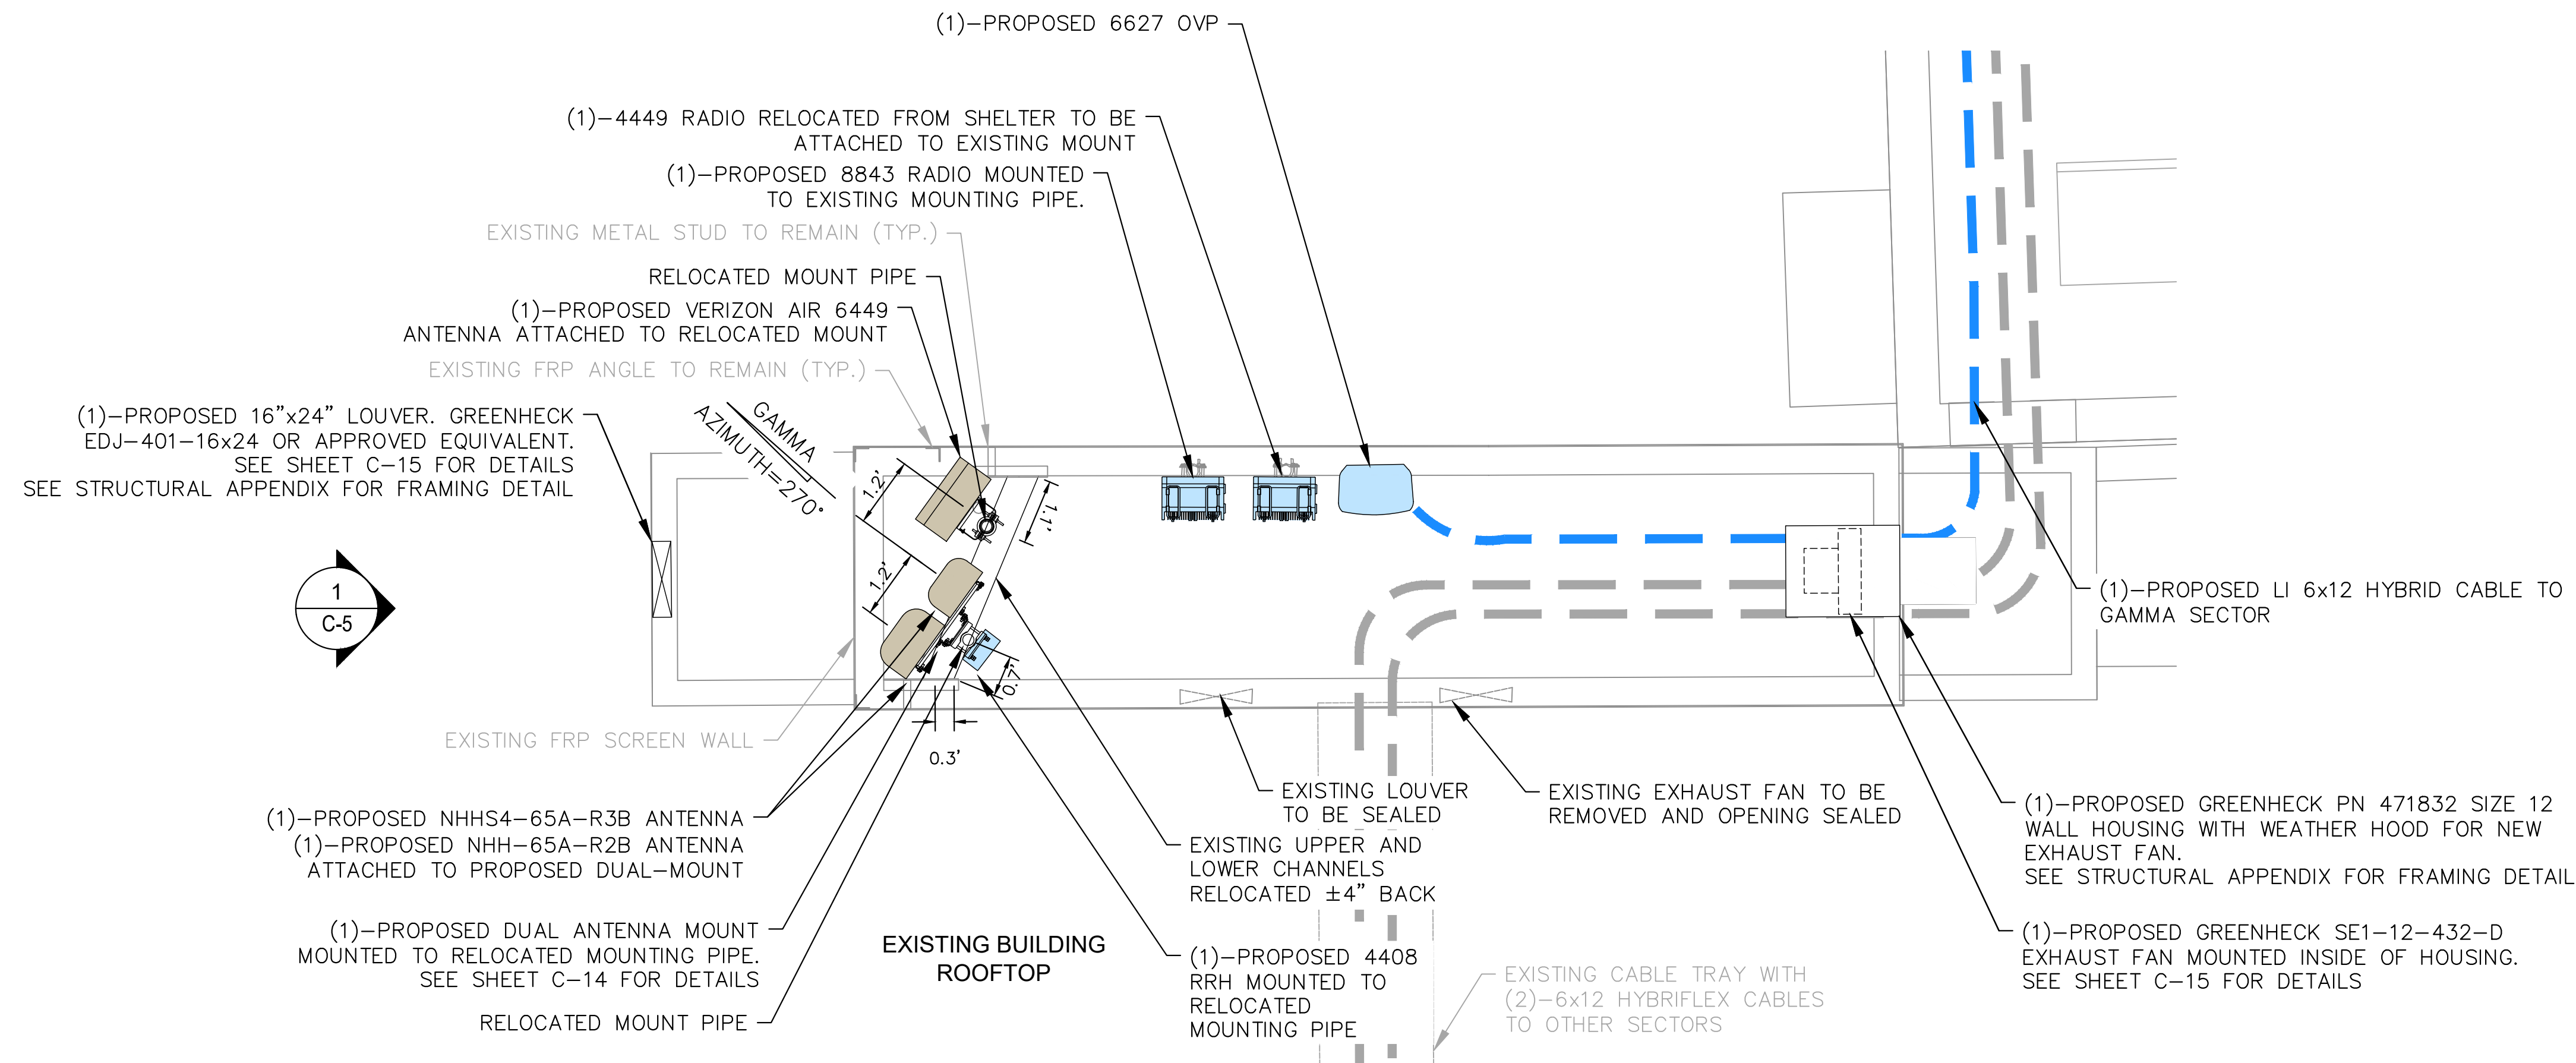 (1)-PROPOSED 6627 OVP
(1)-4449 RADIO RELOCATED FROM SHELTER TO BE
ATTACHED TO EXISTING MOUNT
(1)-PROPOSED 8843 RADIO MOUNTED
TO EXISTING MOUNTING PIPE.
EXISTING METAL STUD TO REMAIN (TYP.)
RELOCATED MOUNT PIPE
(1)-PROPOSED VERIZON AIR 6449
ANTENNA ATTACHED TO RELOCATED MOUNT
EXISTING FRP ANGLE TO REMAIN (TYP.)
(1)-PROPOSED 16"x24" LOUVER. GREENHECK
EDJ-401-16x24 OR APPROVED EQUIVALENT.
SEE SHEET C-15 FOR DETAILS
SEE STRUCTURAL APPENDIX FOR FRAMING DETAIL
GAMMA
AZIMUTH=270°
1.2'
1.1'
1.2'
0.7'
0.3'
1
C-5
(1)-PROPOSED LI 6x12 HYBRID CABLE TO
GAMMA SECTOR
EXISTING FRP SCREEN WALL
(1)-PROPOSED NHHS4-65A-R3B ANTENNA
(1)-PROPOSED NHH-65A-R2B ANTENNA
ATTACHED TO PROPOSED DUAL-MOUNT
(1)-PROPOSED DUAL ANTENNA MOUNT
MOUNTED TO RELOCATED MOUNTING PIPE.
SEE SHEET C-14 FOR DETAILS
RELOCATED MOUNT PIPE
EXISTING BUILDING
ROOFTOP
EXISTING LOUVER
TO BE SEALED
EXISTING UPPER AND
LOWER CHANNELS
RELOCATED ±4" BACK
(1)-PROPOSED 4408
RRH MOUNTED TO
RELOCATED
MOUNTING PIPE
EXISTING EXHAUST FAN TO BE
REMOVED AND OPENING SEALED
EXISTING CABLE TRAY WITH
(2)-6x12 HYBRIFLEX CABLES
TO OTHER SECTORS
(1)-PROPOSED GREENHECK PN 471832 SIZE 12
WALL HOUSING WITH WEATHER HOOD FOR NEW
EXHAUST FAN.
SEE STRUCTURAL APPENDIX FOR FRAMING DETAIL
(1)-PROPOSED GREENHECK SE1-12-432-D
EXHAUST FAN MOUNTED INSIDE OF HOUSING.
SEE SHEET C-15 FOR DETAILS